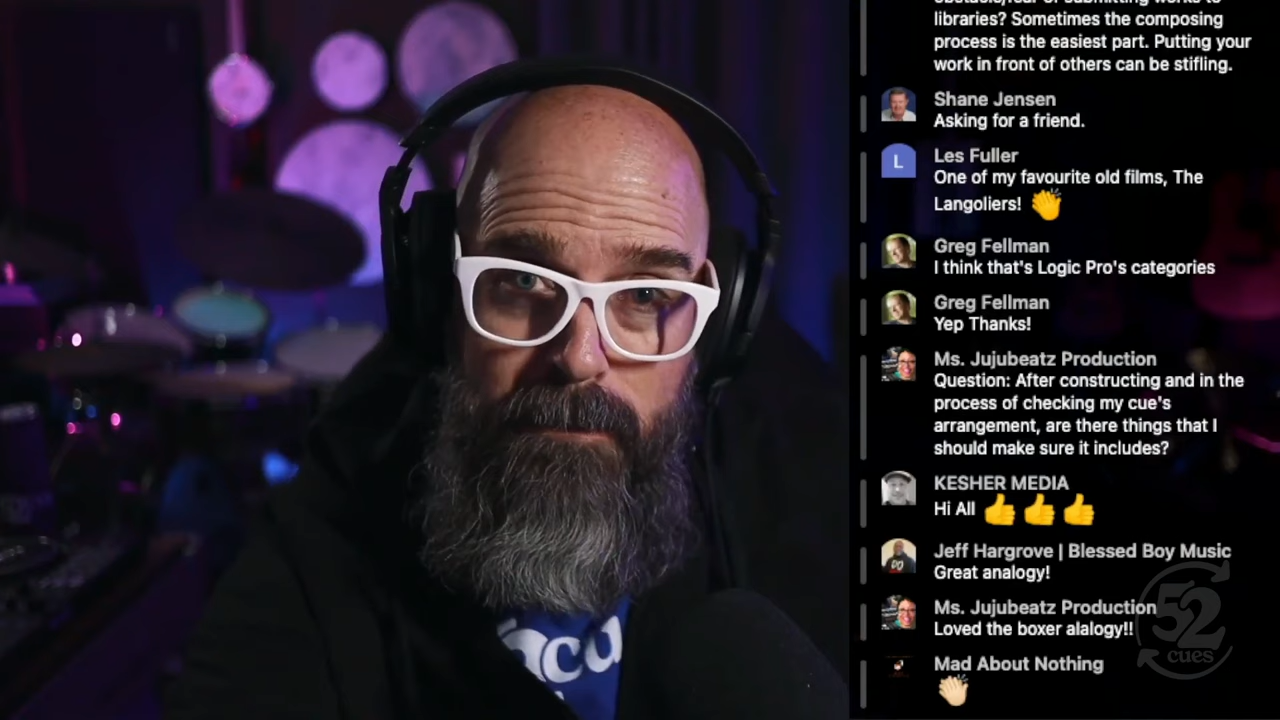 libraries? Sometimes the composing
process is the easiest part. Putting your
work in front of others can be stifling.
Shane Jensen
Asking for a friend.
L
Les Fuller
One of my favourite old films, The
Langoliers! 👏
Greg Fellman
I think that's Logic Pro's categories
Greg Fellman
Yep Thanks!
Ms. Jujubeatz Production
Question: After constructing and in the
process of checking my cue's
arrangement, are there things that I
should make sure it includes?
KESHER MEDIA
Hi All 👍 👍 👍
Jeff Hargrove | Blessed Boy Music
Great analogy!
Ms. Jujubeatz Production
Loved the boxer alalogy!!
Mad About Nothing
👏🏻
52
cues